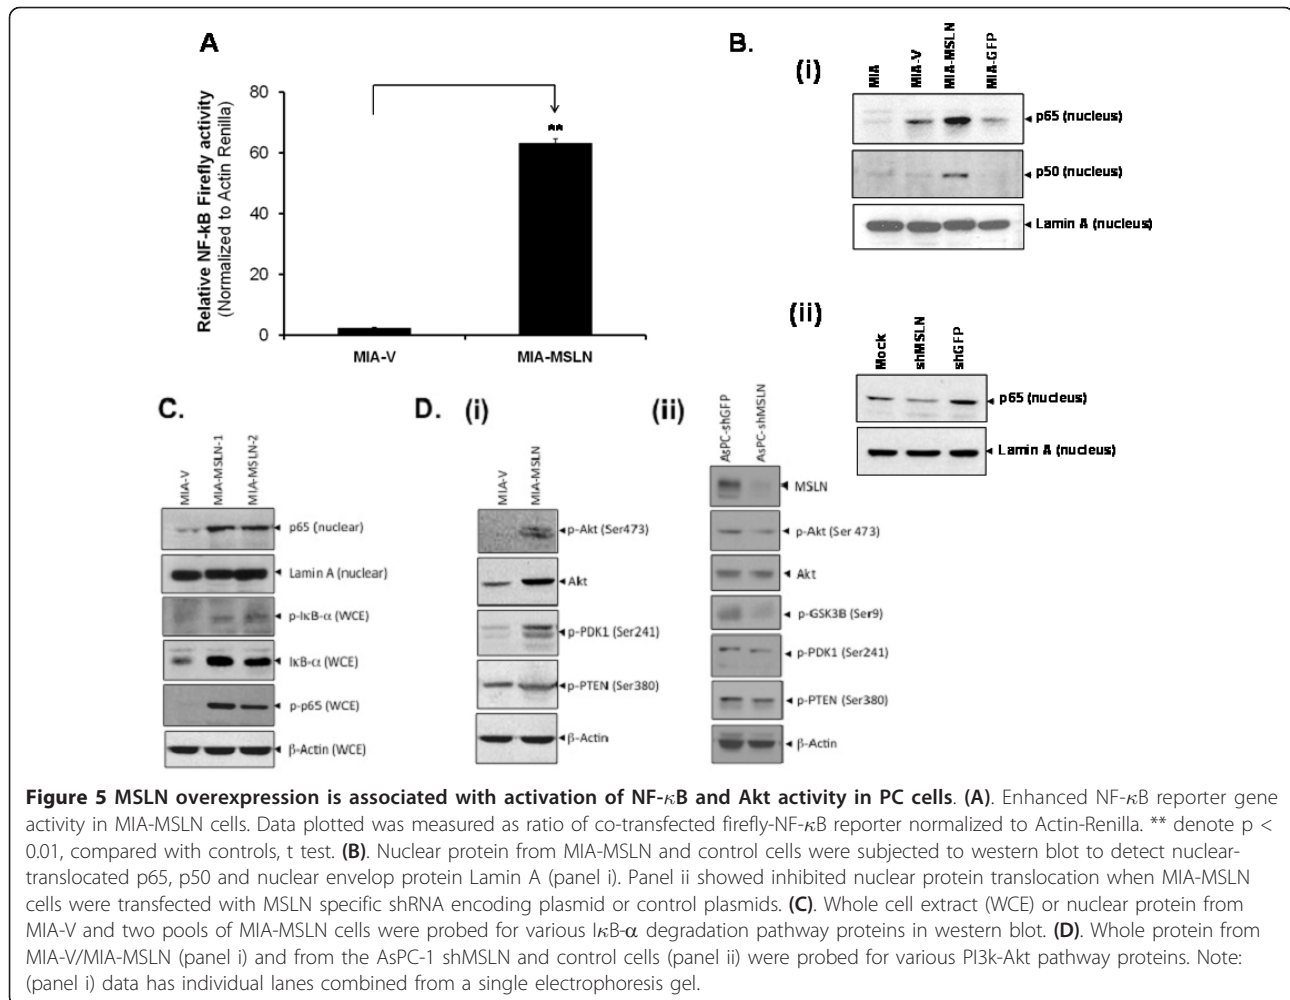 A
Relative NF-kB Firefly activity
(Normalized to Actin Renilla)
80
60
40
20
0
**
MIA-V
MIA-MSLN
B.
(i)
MIA
MIA-V
MIA-MSLN
MIA-GFP
p65 (nucleus)
p50 (nucleus)
Lamin A (nucleus)
(ii)
Mock
shMSLN
shGFP
p65 (nucleus)
Lamin A (nucleus)
C.
MIA-V
MIA-MSLN-1
MIA-MSLN-2
p65 (nuclear)
Lamin A (nuclear)
p-IκB-α (WCE)
IκB-α (WCE)
p-p65 (WCE)
β-Actin (WCE)
D.
(i)
MIA-V
MIA-MSLN
p-Akt (Ser473)
Akt
p-PDK1 (Ser241)
p-PTEN (Ser380)
β-Actin
(ii)
AsPC-shGFP
AsPC-shMSLN
MSLN
p-Akt (Ser 473)
Akt
p-GSK3B (Ser9)
p-PDK1 (Ser241)
p-PTEN (Ser380)
β-Actin
Figure 5 MSLN overexpression is associated with activation of NF-κB and Akt activity in PC cells. (A). Enhanced NF-κB reporter gene
activity in MIA-MSLN cells. Data plotted was measured as ratio of co-transfected firefly-NF-κB reporter normalized to Actin-Renilla. ** denote p <
0.01, compared with controls, t test. (B). Nuclear protein from MIA-MSLN and control cells were subjected to western blot to detect nuclear-
translocated p65, p50 and nuclear envelop protein Lamin A (panel i). Panel ii showed inhibited nuclear protein translocation when MIA-MSLN
cells were transfected with MSLN specific shRNA encoding plasmid or control plasmids. (C). Whole cell extract (WCE) or nuclear protein from
MIA-V and two pools of MIA-MSLN cells were probed for various IκB-α degradation pathway proteins in western blot. (D). Whole protein from
MIA-V/MIA-MSLN (panel i) and from the AsPC-1 shMSLN and control cells (panel ii) were probed for various PI3k-Akt pathway proteins. Note:
(panel i) data has individual lanes combined from a single electrophoresis gel.